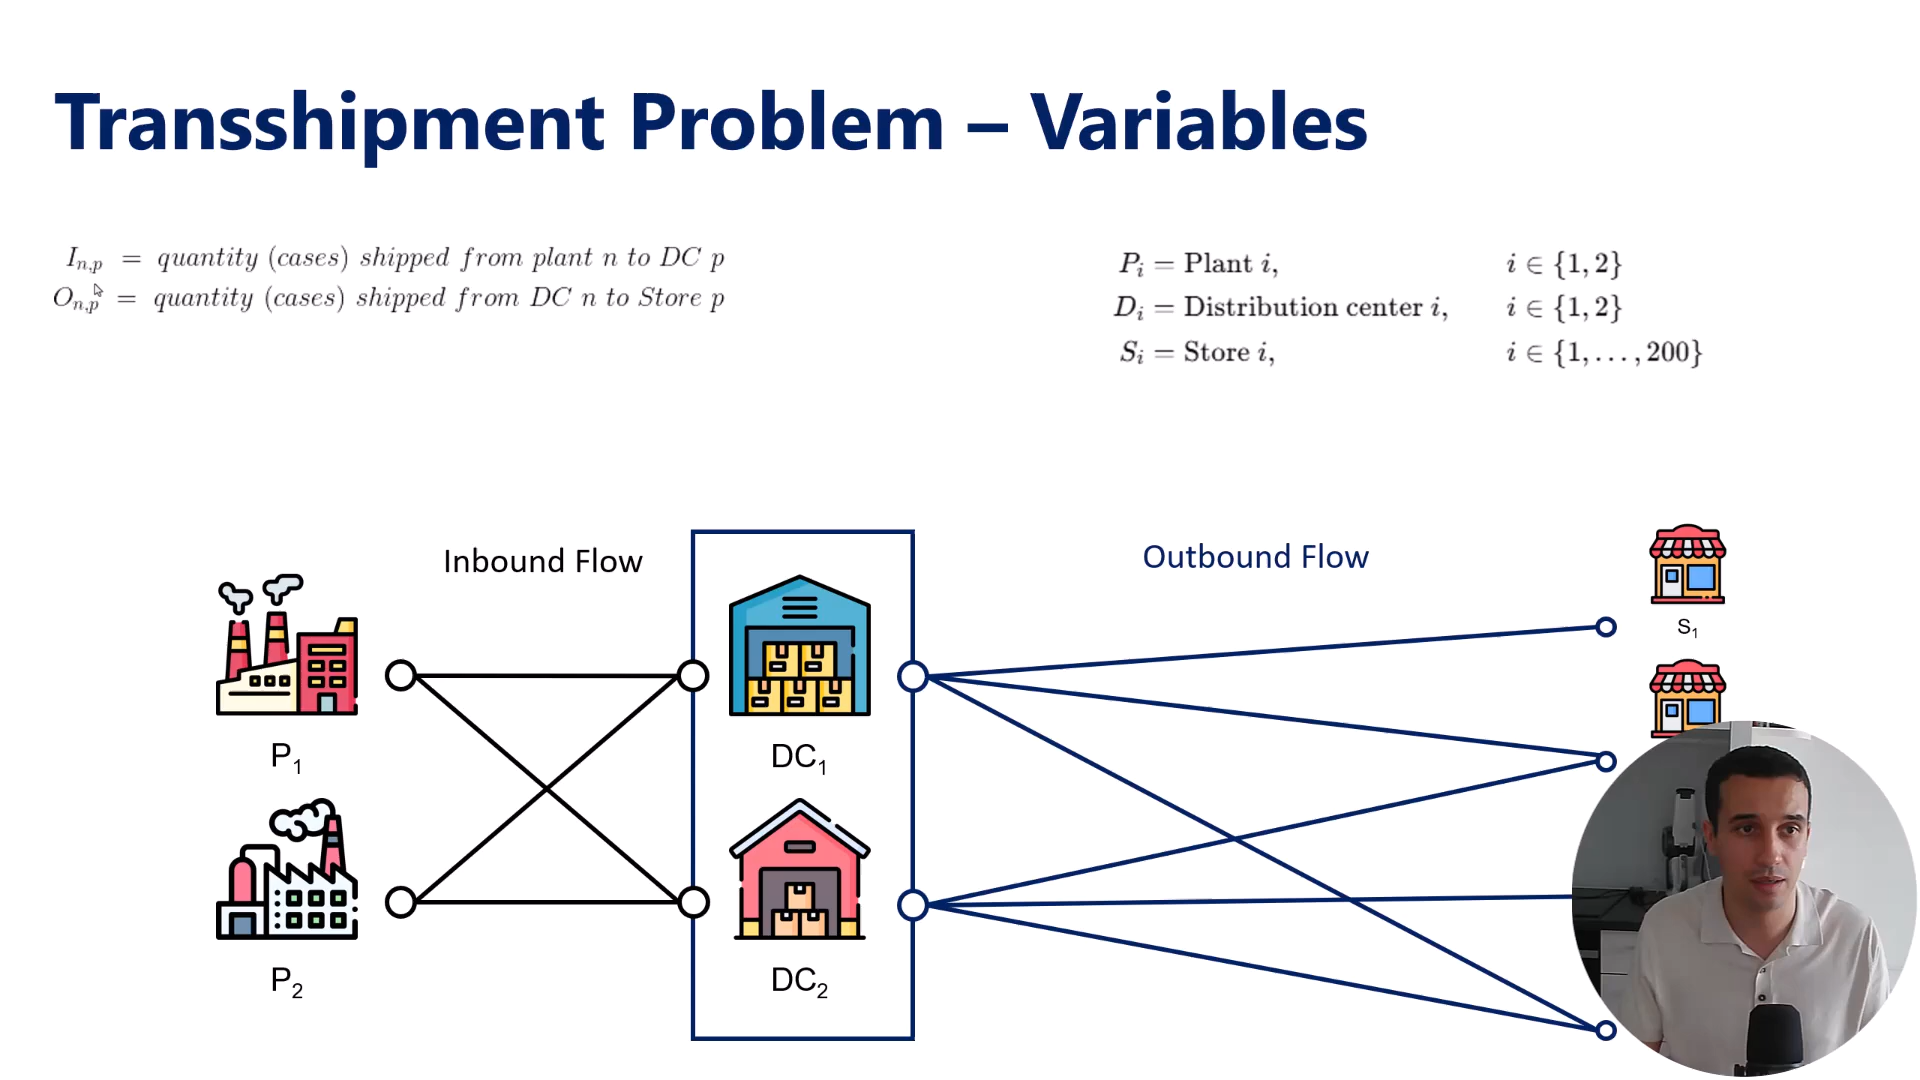 Transshipment Problem – Variables
I_{n,p} = quantity (cases) shipped from plant n to DC p
O_{n,p} = quantity (cases) shipped from DC n to Store p
P_i = Plant i, i ∈ {1, 2}
D_i = Distribution center i, i ∈ {1, 2}
S_i = Store i, i ∈ {1, . . . , 200}
Inbound Flow
Outbound Flow
S₁
P₁
DC₁
P₂
DC₂